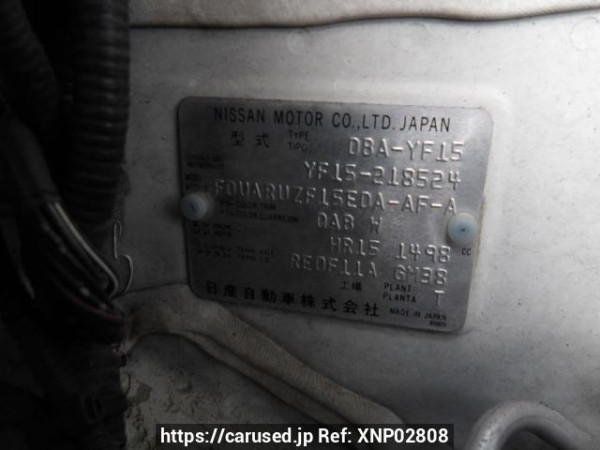 NISSAN MOTOR CO.,LTD. JAPAN
型式 TYPE TIPO DBA-YF15
YF15-218524
FDUARUZF15EDA-AF-A
QAB W
HR15 1498 CC
RE0F11A GM38
工場 PLANT PLANTA T
日産自動車株式会社 MADE IN JAPAN
https://carused.jp Ref: XNP02808